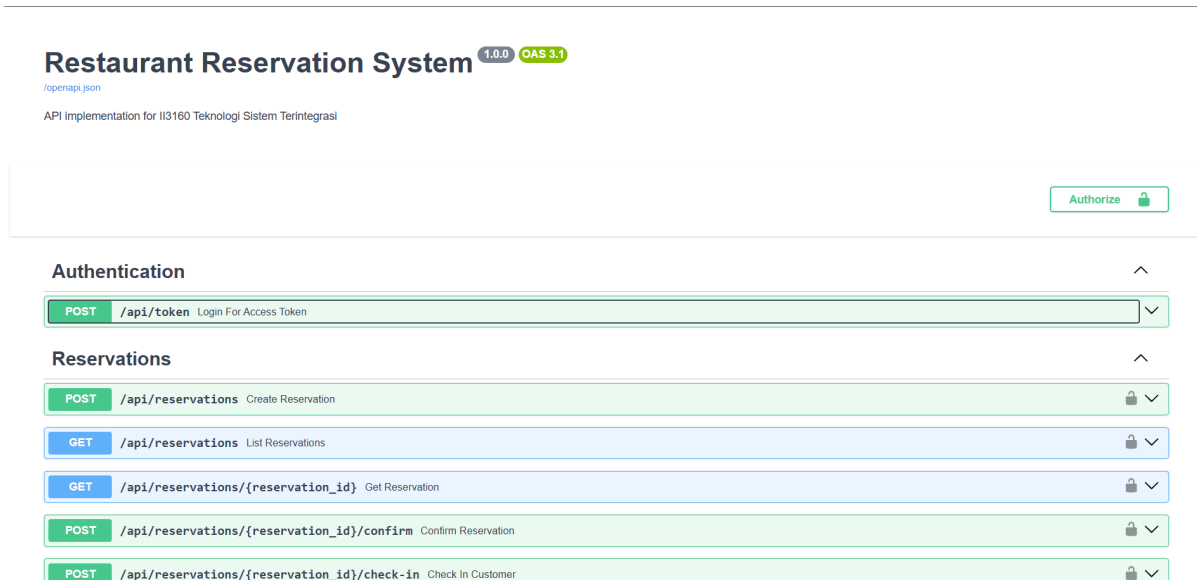 Restaurant Reservation System 1.0.0 OAS 3.1
/openapi.json
API implementation for II3160 Teknologi Sistem Terintegrasi
Authorize
Authentication
POST /api/token Login For Access Token
Reservations
POST /api/reservations Create Reservation
GET /api/reservations List Reservations
GET /api/reservations/{reservation_id} Get Reservation
POST /api/reservations/{reservation_id}/confirm Confirm Reservation
POST /api/reservations/{reservation_id}/check-in Check In Customer